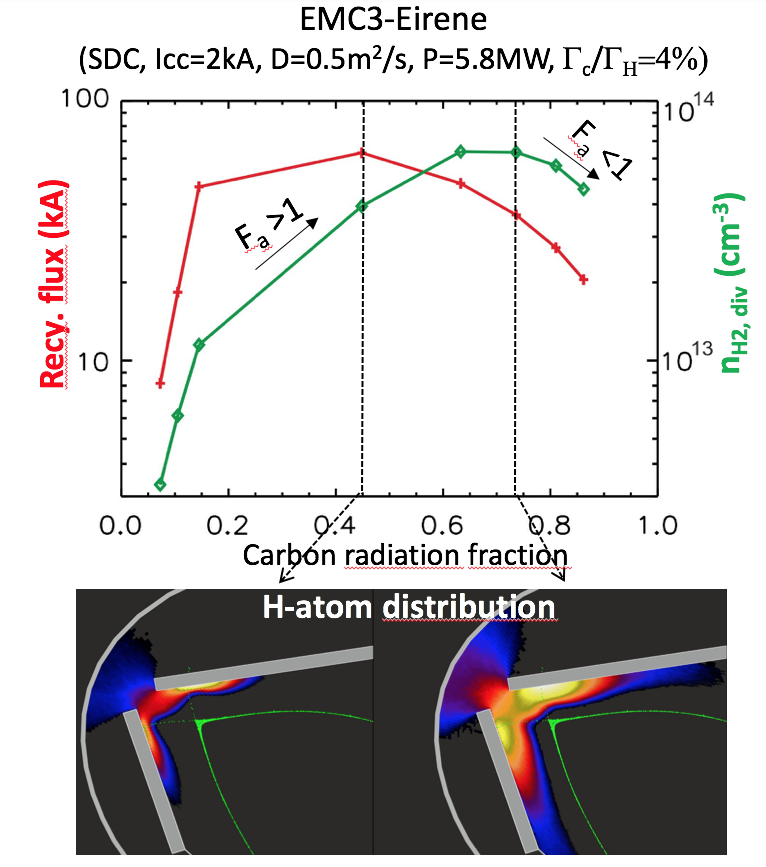 EMC3-Eirene
(SDC, Icc=2kA, D=0.5m²/s, P=5.8MW, Γc/ΓH=4%)
100
10
10¹⁴
10¹³
Recy. flux (kA)
nH2, div (cm⁻³)
Fa >1
Fa <1
0.0 0.2 0.4 0.6 0.8 1.0
Carbon radiation fraction
H-atom distribution